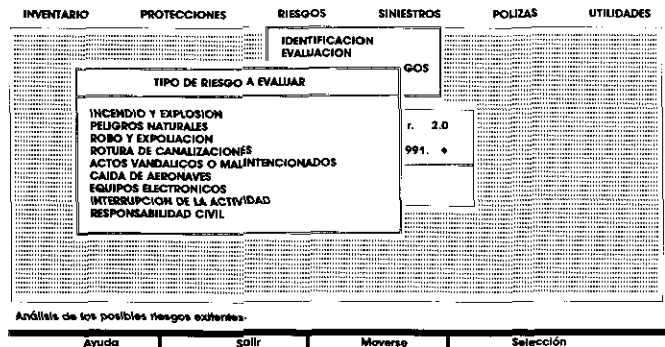 INVENTARIO PROTECCIONES RIESGOS SINIESTROS POLIZAS UTILIDADES
IDENTIFICACION
EVALUACION
GOS
TIPO DE RIESGO A EVALUAR
INCENDIO Y EXPLOSION
PELIGROS NATURALES
ROBO Y EXPOLIACION
ROTURA DE CANALIZACIONES
ACTOS VANDALICOS O MALINTENCIONADOS
CAIDA DE AERONAVES
EQUIPOS ELECTRONICOS
INTERRUPCION DE LA ACTIVIDAD
RESPONSABILIDAD CIVIL
r. 2.0
991.
Análisis de los posibles riesgos exitentes.
Ayuda Salir Moverse Selección